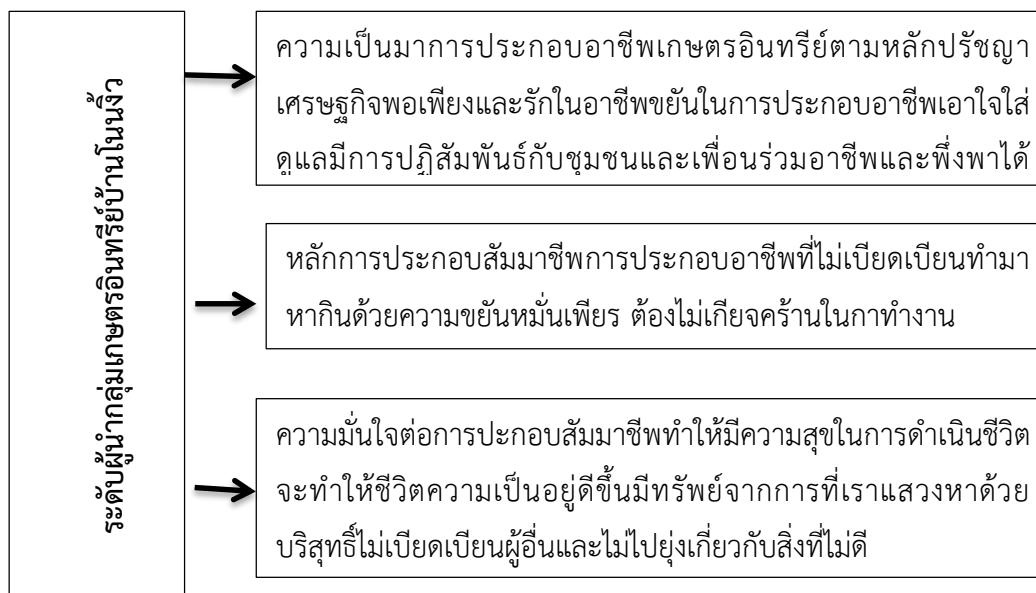 ระดับผู้นำกลุ่มเกษตรอินทรีย์บ้านโนนงิ้ว
ความเป็นมาการประกอบอาชีพเกษตรอินทรีย์ตามหลักปรัชญา
เศรษฐกิจพอเพียงและรักในอาชีพขยันในการประกอบอาชีพเอาใจใส่
ดูแลมีการปฏิสัมพันธ์กับชุมชนและเพื่อนร่วมอาชีพและพึ่งพาได้
หลักการประกอบสัมมาชีพการประกอบอาชีพที่ไม่เบียดเบียนทำมา
หากินด้วยความขยันหมั่นเพียร ต้องไม่เกียจคร้านในกาทำงาน
ความมั่นใจต่อการปะกอบสัมมาชีพทำให้มีความสุขในการดำเนินชีวิต
จะทำให้ชีวิตความเป็นอยู่ดีขึ้นมีทรัพย์จากการที่เราแสวงหาด้วย
บริสุทธิ์ไม่เบียดเบียนผู้อื่นและไม่ไปยุ่งเกี่ยวกับสิ่งที่ไม่ดี